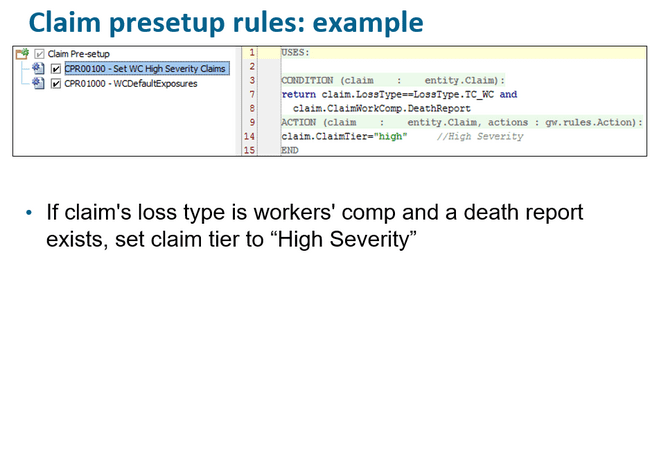 Claim presetup rules: example
Claim Pre-setup
CPR00100 - Set WC High Severity Claims
CPR01000 - WCDefaultExposures
1 USES:
2
3 CONDITION (claim : entity.Claim):
7 return claim.LossType==LossType.TC_WC and
8 claim.ClaimWorkComp.DeathReport
9 ACTION (claim : entity.Claim, actions : gw.rules.Action):
14 claim.ClaimTier="high" //High Severity
15 END
• If claim's loss type is workers' comp and a death report
exists, set claim tier to “High Severity”